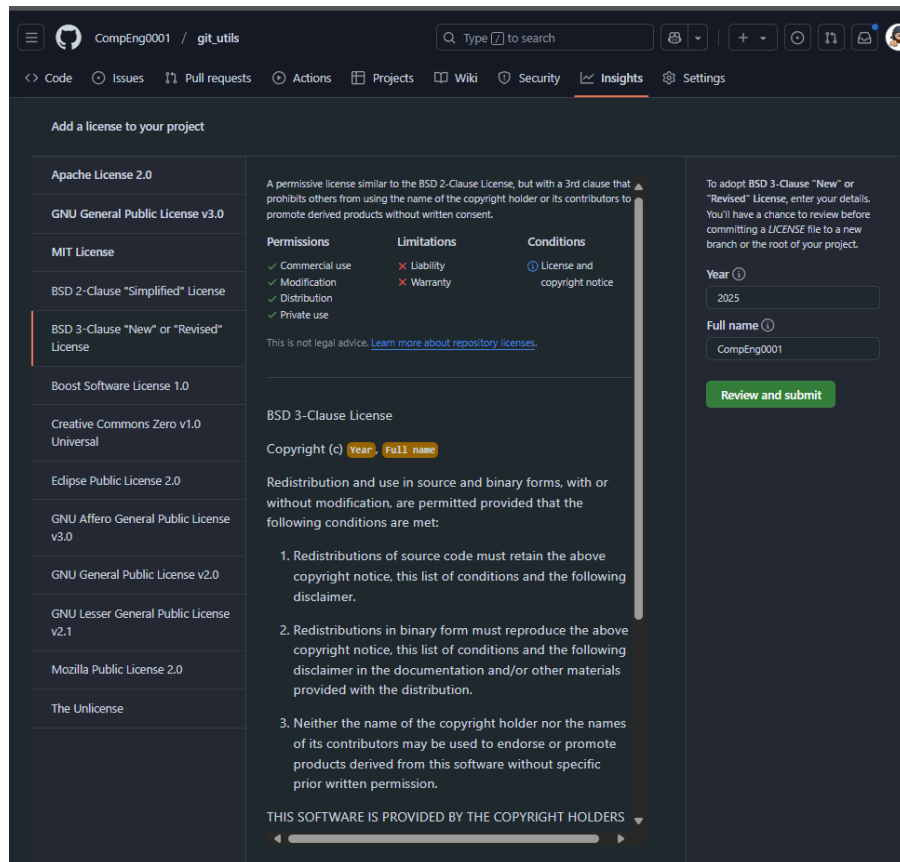 CompEng0001 / git_utils
Type / to search
Code
Issues
Pull requests
Actions
Projects
Wiki
Security
Insights
Settings
Add a license to your project
Apache License 2.0
GNU General Public License v3.0
MIT License
BSD 2-Clause "Simplified" License
BSD 3-Clause "New" or "Revised"
License
Boost Software License 1.0
Creative Commons Zero v1.0
Universal
Eclipse Public License 2.0
GNU Affero General Public License
v3.0
GNU General Public License v2.0
GNU Lesser General Public License
v2.1
Mozilla Public License 2.0
The Unlicense
A permissive license similar to the BSD 2-Clause License, but with a 3rd clause that
prohibits others from using the name of the copyright holder or its contributors to
promote derived products without written consent.
Permissions
Commercial use
Modification
Distribution
Private use
Limitations
Liability
Warranty
Conditions
License and
copyright notice
This is not legal advice. Learn more about repository licenses.
BSD 3-Clause License
Copyright (c) Year, Full name
Redistribution and use in source and binary forms, with or
without modification, are permitted provided that the
following conditions are met:
1. Redistributions of source code must retain the above
copyright notice, this list of conditions and the following
disclaimer.
2. Redistributions in binary form must reproduce the above
copyright notice, this list of conditions and the following
disclaimer in the documentation and/or other materials
provided with the distribution.
3. Neither the name of the copyright holder nor the names
of its contributors may be used to endorse or promote
products derived from this software without specific
prior written permission.
THIS SOFTWARE IS PROVIDED BY THE COPYRIGHT HOLDERS
To adopt BSD 3-Clause "New" or
"Revised" License, enter your details.
You'll have a chance to review before
committing a LICENSE file to a new
branch or the root of your project.
Year
2025
Full name
CompEng0001
Review and submit